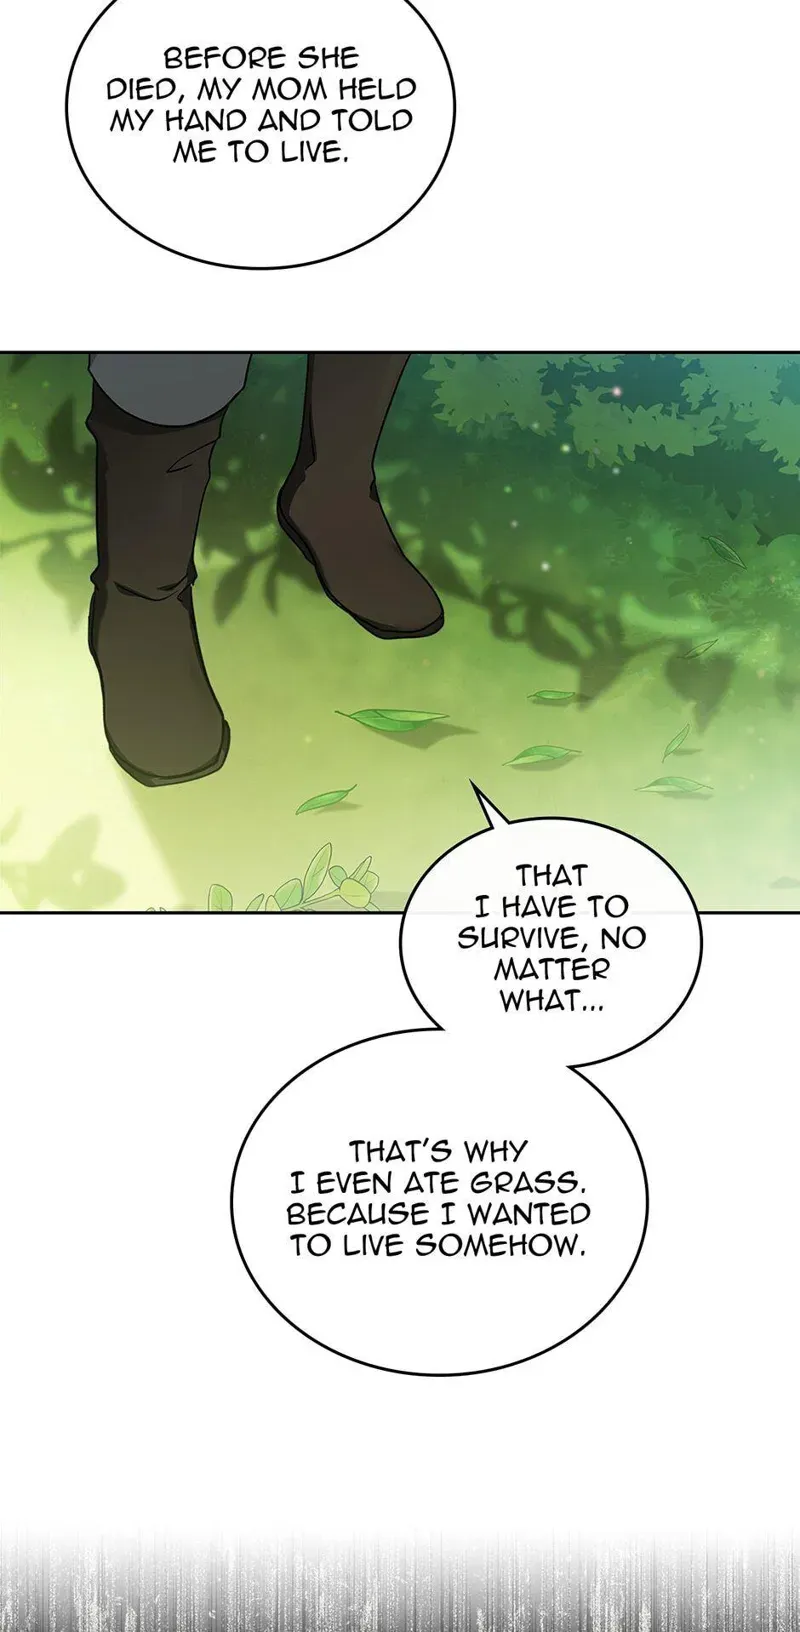 BEFORE SHE
DIED, MY MOM HELD
MY HAND AND TOLD
ME TO LIVE.
THAT
I HAVE TO
SURVIVE, NO
MATTER
WHAT...
THAT'S WHY
I EVEN ATE GRASS.
BECAUSE I WANTED
TO LIVE SOMEHOW.